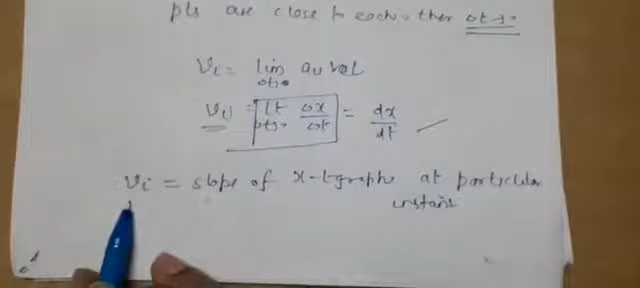 pts are close to each other Δt→0
Vi = lim av vel
Δt→0
Vi = lt Δx/Δt = dx/dt
Δt→0
Vi = slope of x-t graph at particular
instant